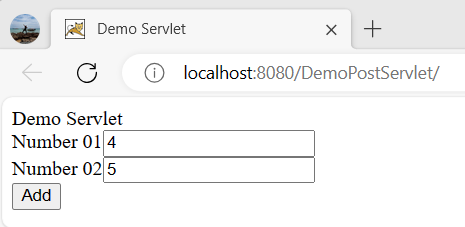 Demo Servlet
localhost:8080/DemoPostServlet/
Demo Servlet
Number 01 4
Number 02 5
Add